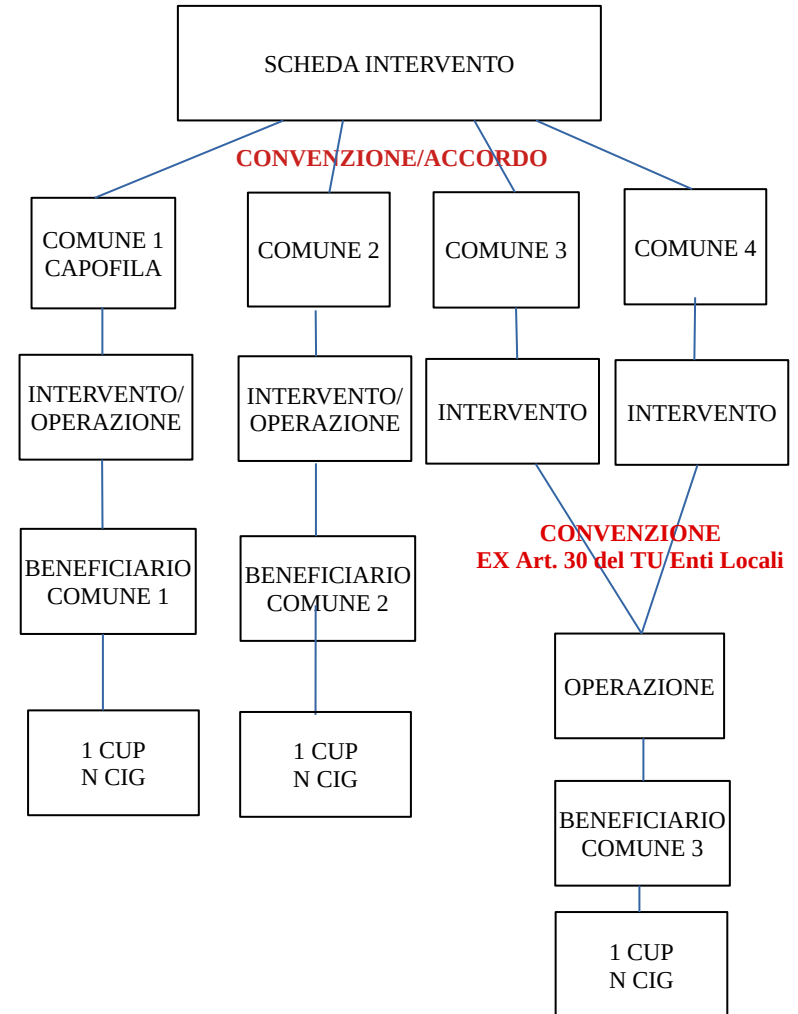 SCHEDA INTERVENTO
CONVENZIONE/ACCORDO
COMUNE 1
CAPOFILA
COMUNE 2
COMUNE 3
COMUNE 4
INTERVENTO/
OPERAZIONE
INTERVENTO/
OPERAZIONE
INTERVENTO
INTERVENTO
CONVENZIONE
EX Art. 30 del TU Enti Locali
BENEFICIARIO
COMUNE 1
BENEFICIARIO
COMUNE 2
OPERAZIONE
1 CUP
N CIG
1 CUP
N CIG
BENEFICIARIO
COMUNE 3
1 CUP
N CIG